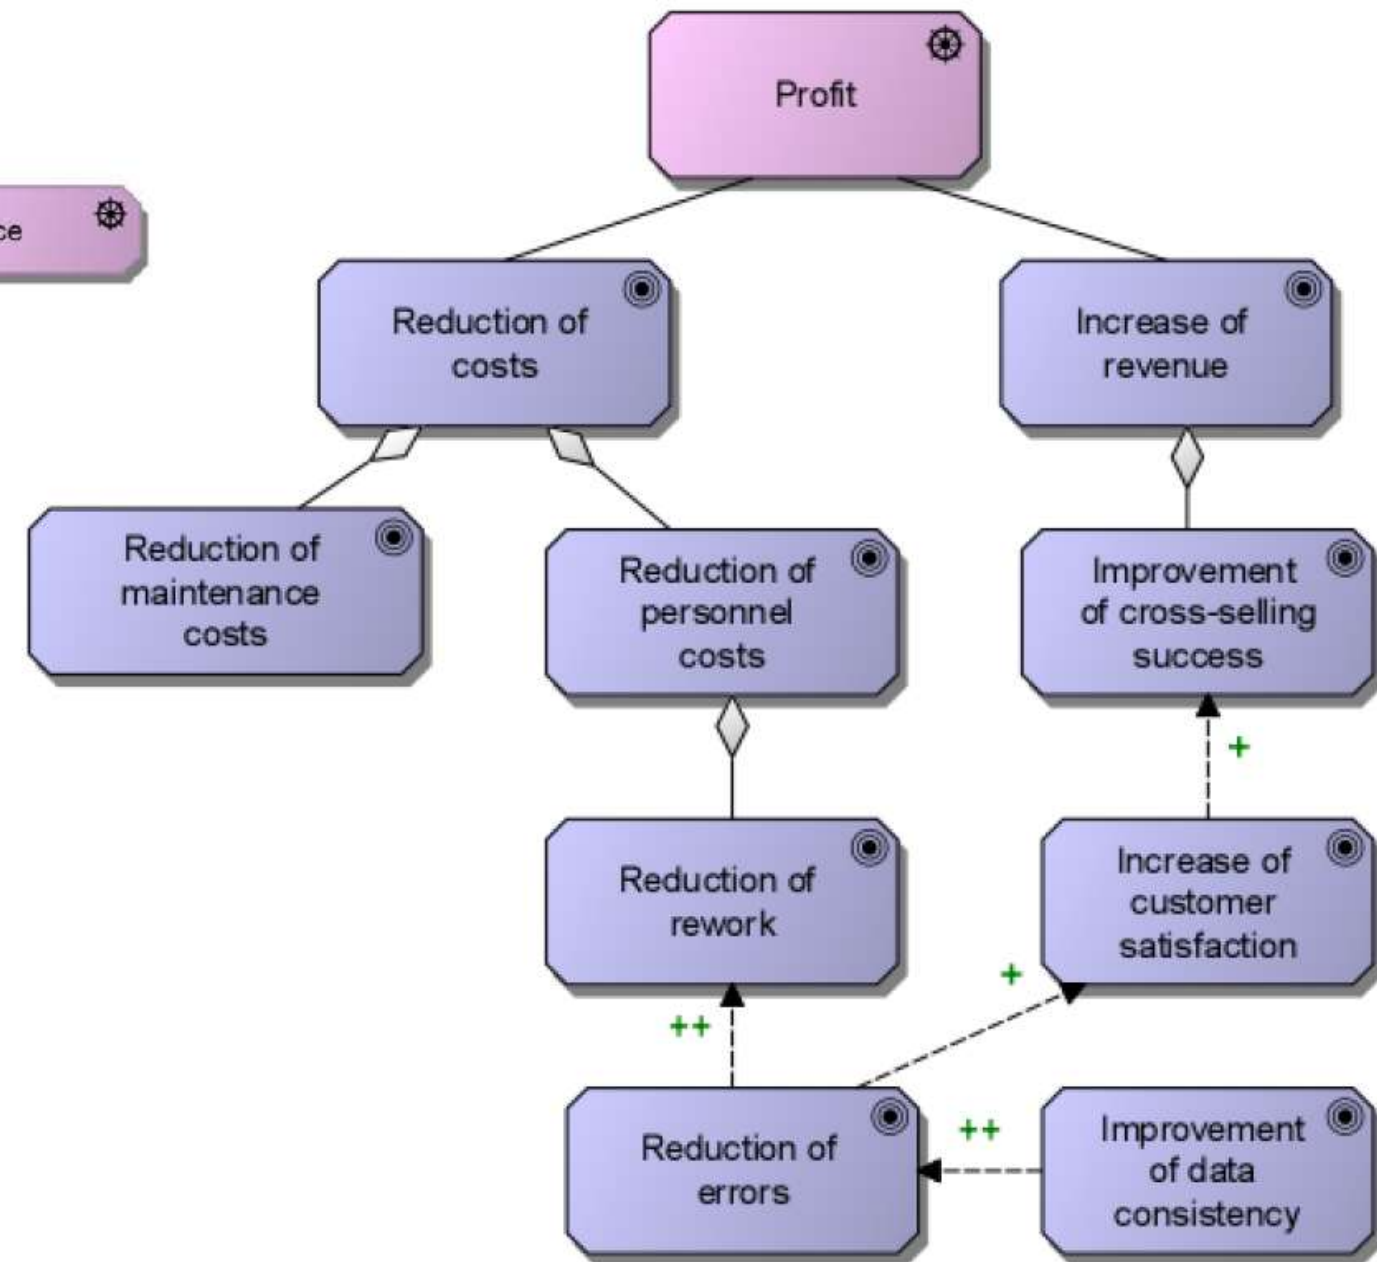 Profit
ce
Reduction of
costs
Increase of
revenue
Reduction of
maintenance
costs
Reduction of
personnel
costs
Improvement
of cross-selling
success
+
Reduction of
rework
Increase of
customer
satisfaction
+
++
Reduction of
errors
++
Improvement
of data
consistency